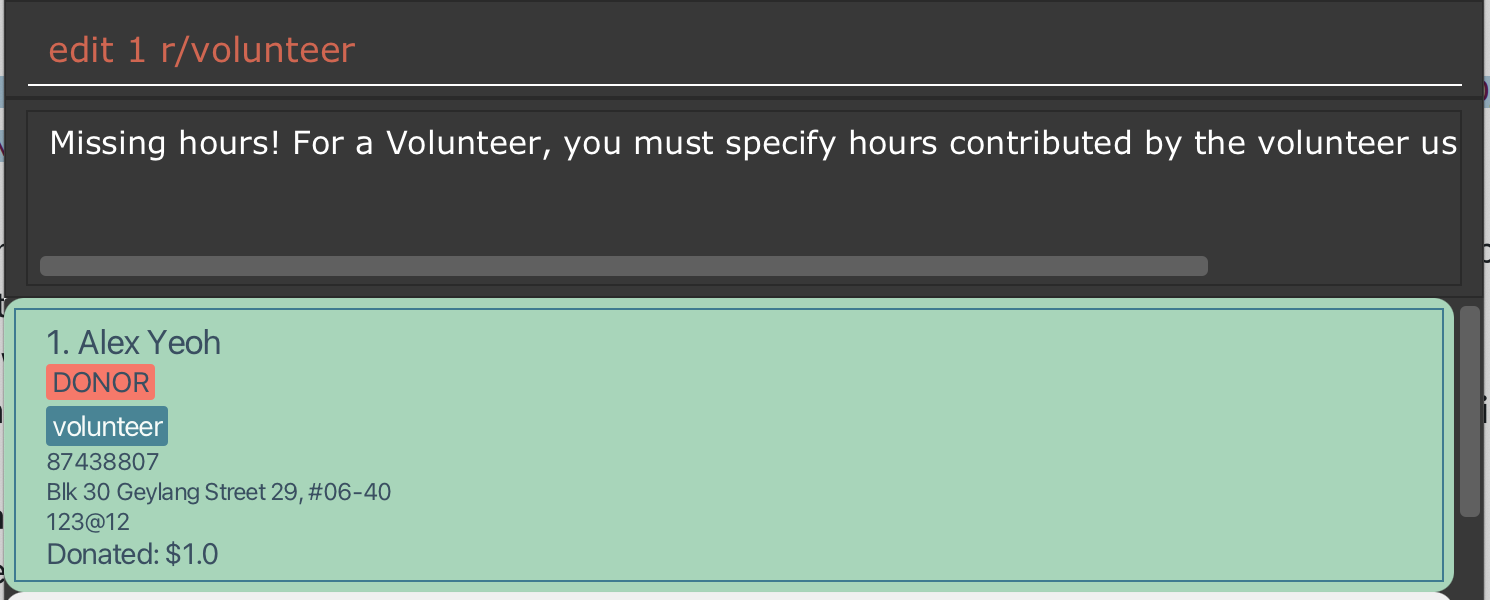 edit 1 r/volunteer
Missing hours! For a Volunteer, you must specify hours contributed by the volunteer us
1. Alex Yeoh
DONOR
volunteer
87438807
Blk 30 Geylang Street 29, #06-40
123@12
Donated: $1.0